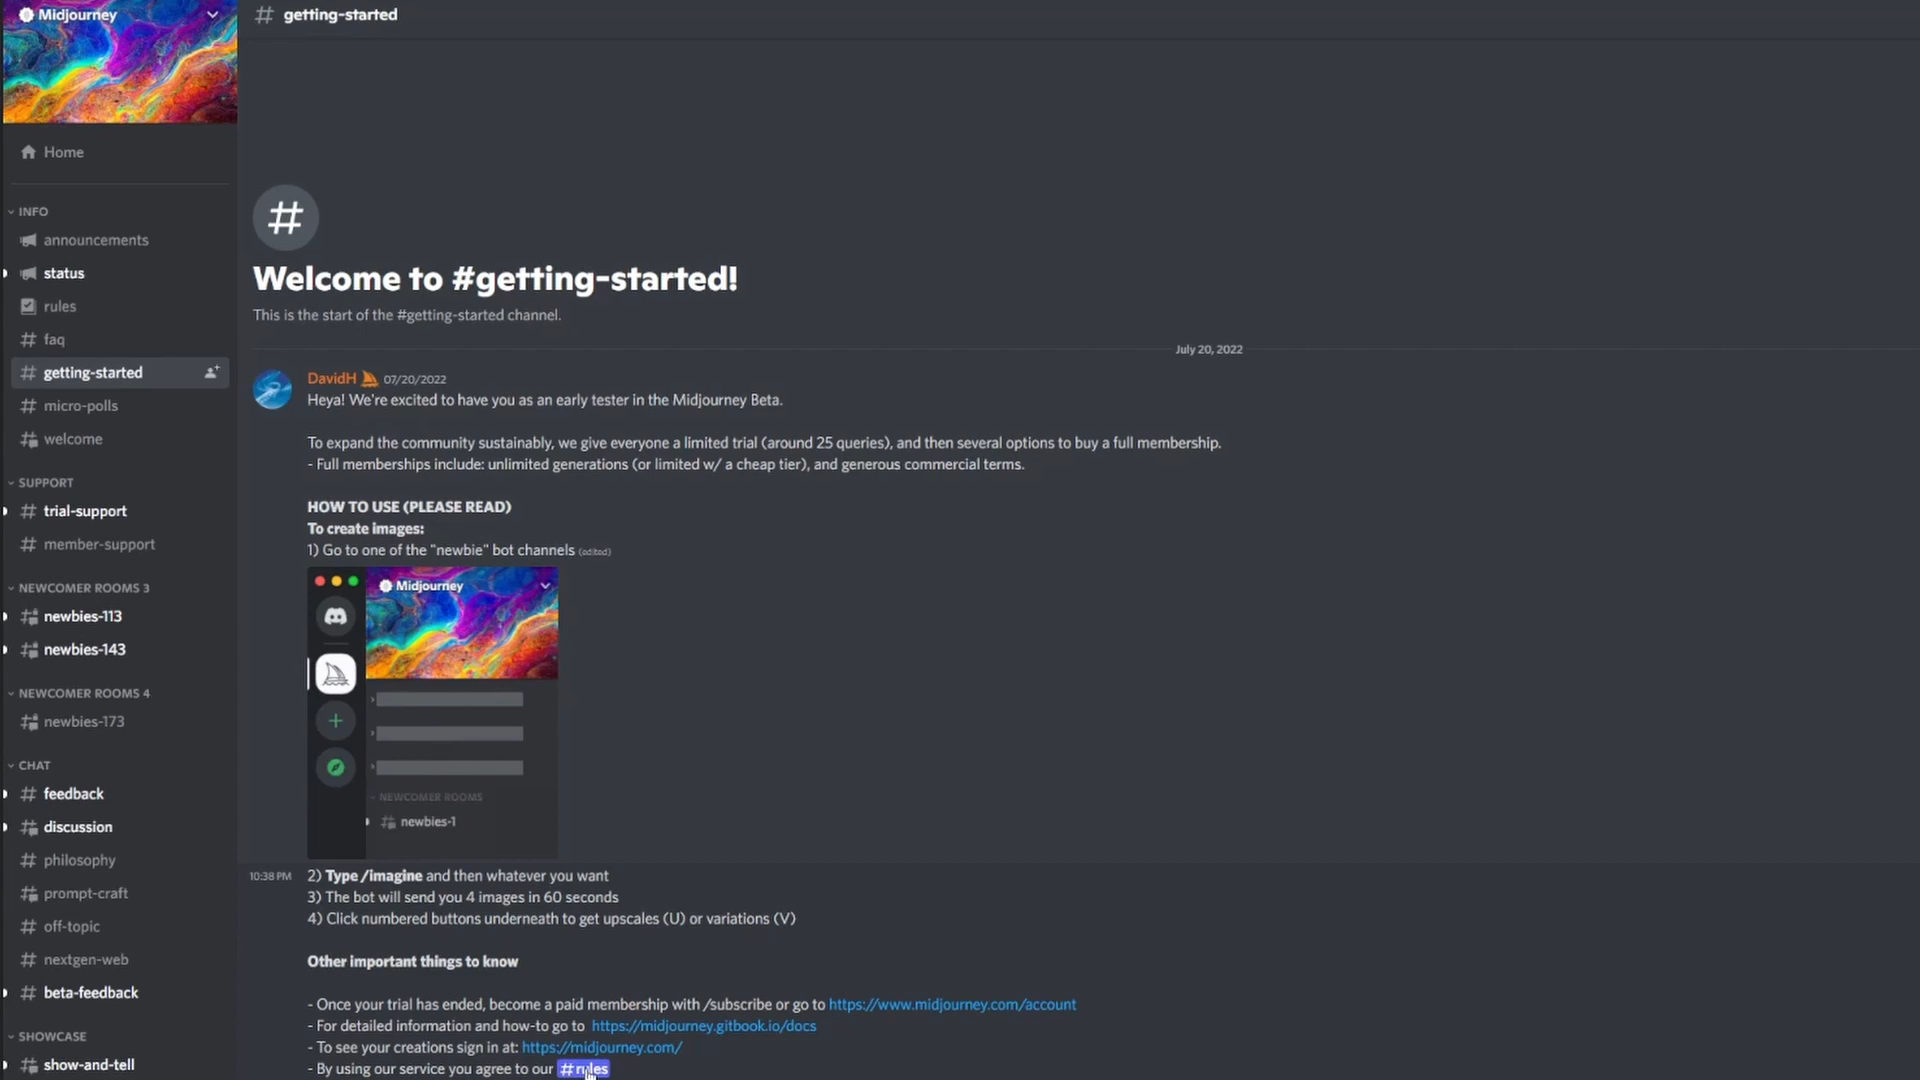 Midjourney
Home
INFO
announcements
status
rules
faq
getting-started
micro-polls
welcome
SUPPORT
trial-support
member-support
NEWCOMER ROOMS 3
newbies-113
newbies-143
NEWCOMER ROOMS 4
newbies-173
CHAT
feedback
discussion
philosophy
prompt-craft
off-topic
nextgen-web
beta-feedback
SHOWCASE
show-and-tell
# getting-started
#
Welcome to #getting-started!
This is the start of the #getting-started channel.
July 20, 2022
DavidH 07/20/2022
Heya! We're excited to have you as an early tester in the Midjourney Beta.
To expand the community sustainably, we give everyone a limited trial (around 25 queries), and then several options to buy a full membership.
- Full memberships include: unlimited generations (or limited w/ a cheap tier), and generous commercial terms.
HOW TO USE (PLEASE READ)
To create images:
1) Go to one of the "newbie" bot channels (edited)
Midjourney
NEWCOMER ROOMS
newbies-1
10:38 PM 2) Type /imagine and then whatever you want
3) The bot will send you 4 images in 60 seconds
4) Click numbered buttons underneath to get upscales (U) or variations (V)
Other important things to know
- Once your trial has ended, become a paid membership with /subscribe or go to https://www.midjourney.com/account
- For detailed information and how-to go to https://midjourney.gitbook.io/docs
- To see your creations sign in at: https://midjourney.com/
- By using our service you agree to our #rules